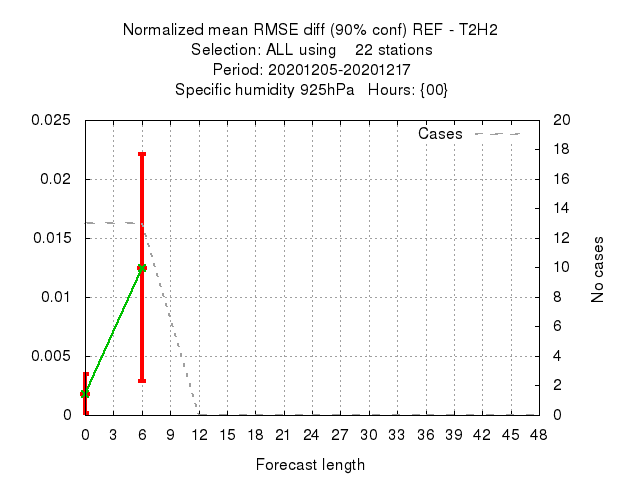 Normalized mean RMSE diff (90% conf) REF - T2H2
Selection: ALL using    22 stations
Period: 20201205-20201217
Specific humidity 925hPa   Hours: {00}
0.025
0.02
0.015
0.01
0.005
0
Cases
20
18
16
14
12
10
8
6
4
2
0
No cases
0 3 6 9 12 15 18 21 24 27 30 33 36 39 42 45 48
Forecast length